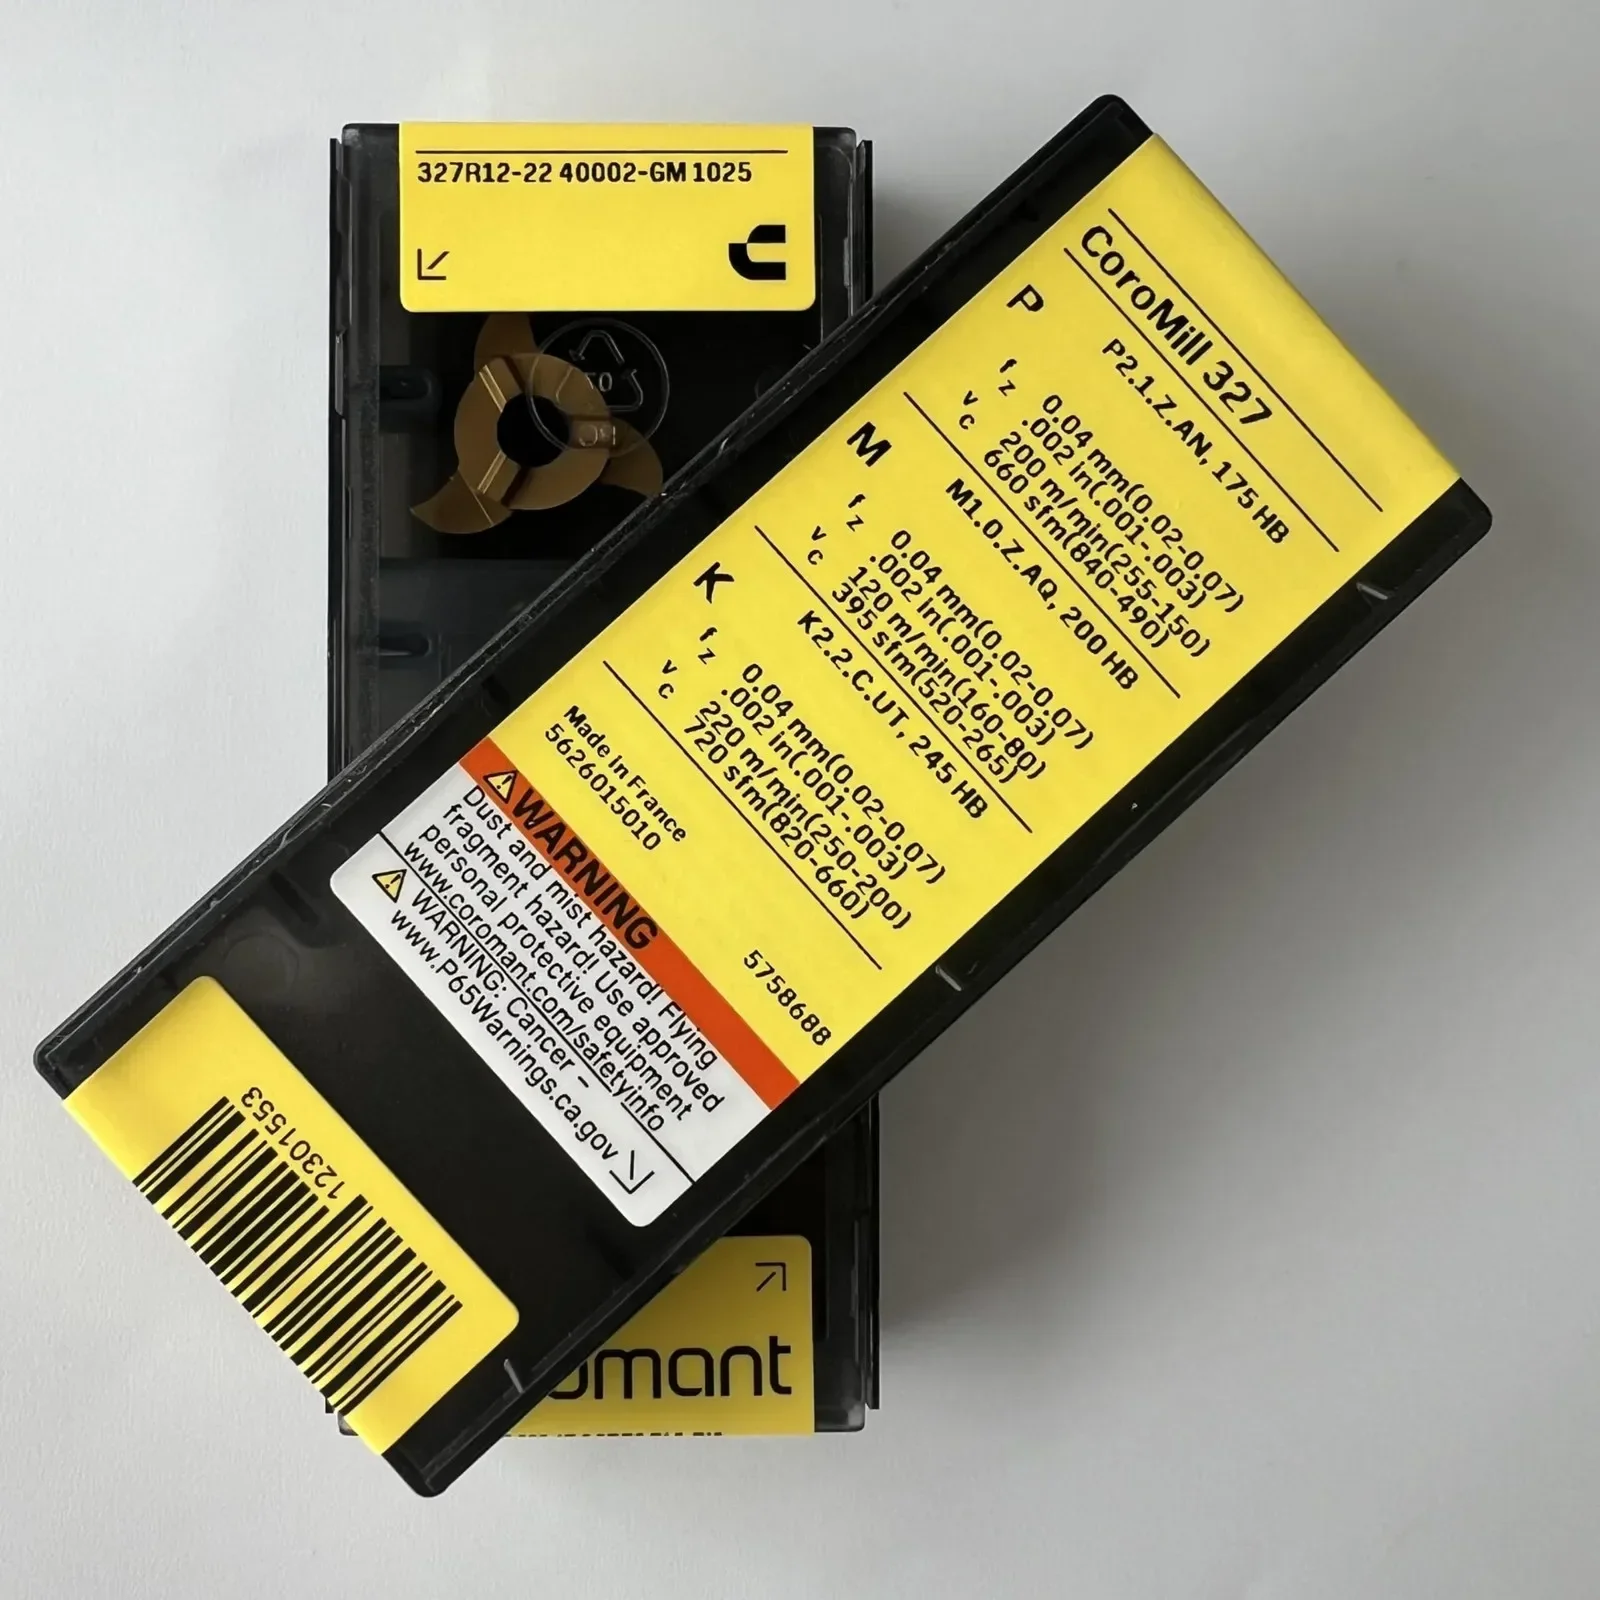 327R12-22 40002-GM 1025
CoroMill 327
P
P2.1.Z.AN, 175 HB
fz 0.04 mm(0.02-0.07)
.002 in(.001-.003)
vc 200 m/min(255-150)
660 sfm(840-490)
M
M1.0.Z.AQ, 200 HB
fz 0.04 mm(0.02-0.07)
.002 in(.001-.003)
vc 120 m/min(160-80)
395 sfm(520-265)
K
K2.2.C.UT, 245 HB
fz 0.04 mm(0.02-0.07)
.002 in(.001-.003)
vc 220 m/min(250-200)
720 sfm(820-660)
Made in France
5626015010
5758688
WARNING
Dust and mist hazard! Flying
fragment hazard! Use approved
personal protective equipment
www.coromant.com/safetyinfo
WARNING: Cancer –
www.P65Warnings.ca.gov
12301553
omant